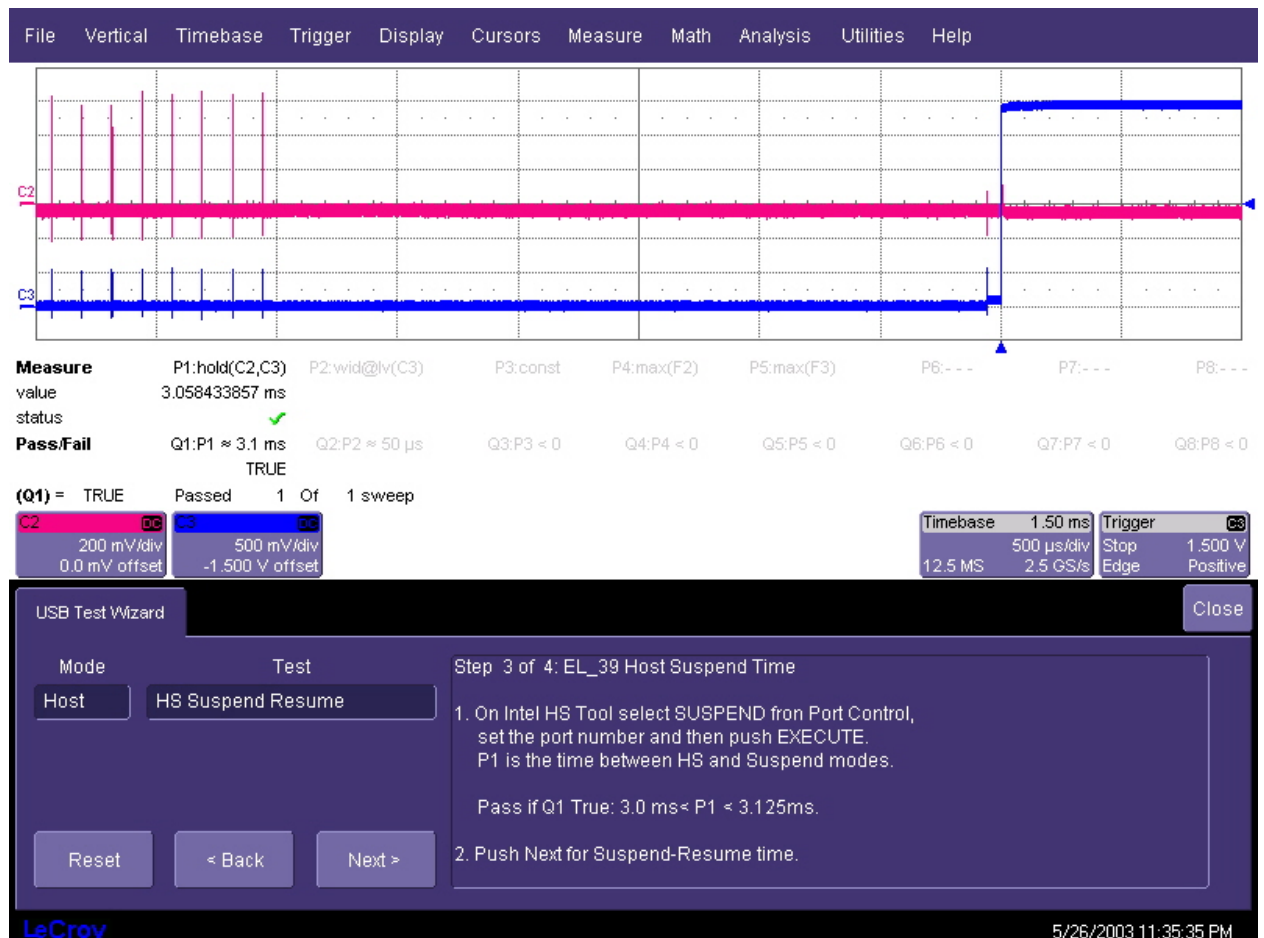 File Vertical Timebase Trigger Display Cursors Measure Math Analysis Utilities Help
C2
C3
Measure P1:hold(C2,C3) P2:wid@lv(C3) P3:const P4:max(F2) P5:max(F3) P6:- - - P7:- - - P8:- - -
value 3.058433857 ms
status
Pass/Fail Q1:P1 ≈ 3.1 ms Q2:P2 ≈ 50 µs Q3:P3 < 0 Q4:P4 < 0 Q5:P5 < 0 Q6:P6 < 0 Q7:P7 < 0 Q8:P8 < 0
TRUE
(Q1) = TRUE Passed 1 Of 1 sweep
C2 DC C3 DC Timebase 1.50 ms Trigger C3
200 mV/div 500 mV/div 500 µs/div Stop 1.500 V
0.0 mV offset -1.500 V offset 12.5 MS 2.5 GS/s Edge Positive
USB Test Wizard Close
Mode Test
Host HS Suspend Resume
Step 3 of 4: EL_39 Host Suspend Time
1. On Intel HS Tool select SUSPEND fron Port Control,
set the port number and then push EXECUTE.
P1 is the time between HS and Suspend modes.
Pass if Q1 True: 3.0 ms< P1 < 3.125ms.
2. Push Next for Suspend-Resume time.
Reset < Back Next >
LeCroy 5/26/2003 11:35:35 PM